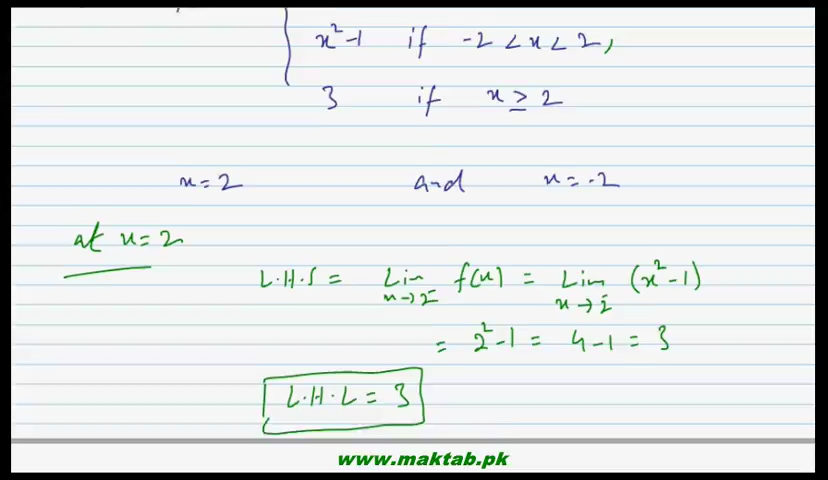 x²-1 if -2 < x < 2,
3 if x ≥ 2
x = 2 and x = -2
at x = 2
L.H.S = Lim x→2⁻ f(x) = Lim x→2⁻ (x²-1)
= 2²-1 = 4-1 = 3
L.H.L = 3
www.maktab.pk